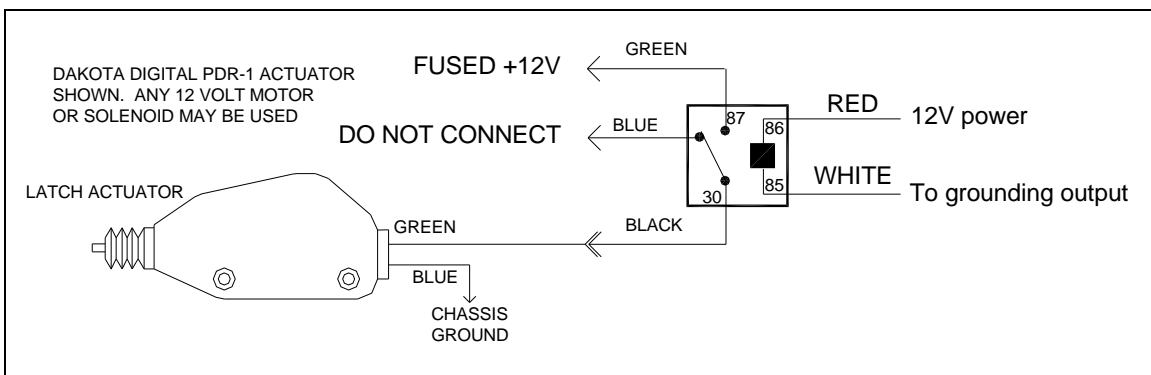 DAKOTA DIGITAL PDR-1 ACTUATOR
SHOWN. ANY 12 VOLT MOTOR
OR SOLENOID MAY BE USED
FUSED +12V
GREEN
DO NOT CONNECT
BLUE
87
86
85
30
RED
12V power
WHITE
To grounding output
LATCH ACTUATOR
GREEN
BLACK
BLUE
CHASSIS
GROUND